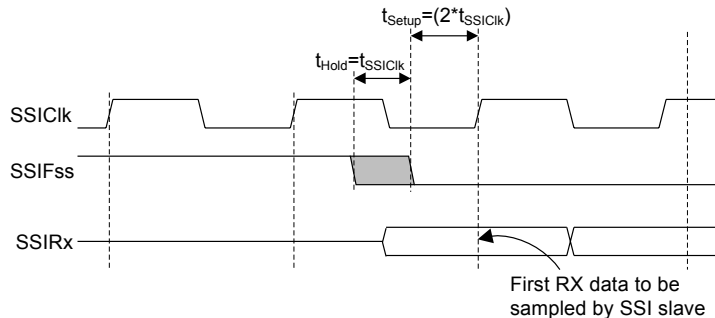 tSetup=(2*tSSIClk)
tHold=tSSIClk
SSIClk
SSIFss
SSIRx
First RX data to be
sampled by SSI slave